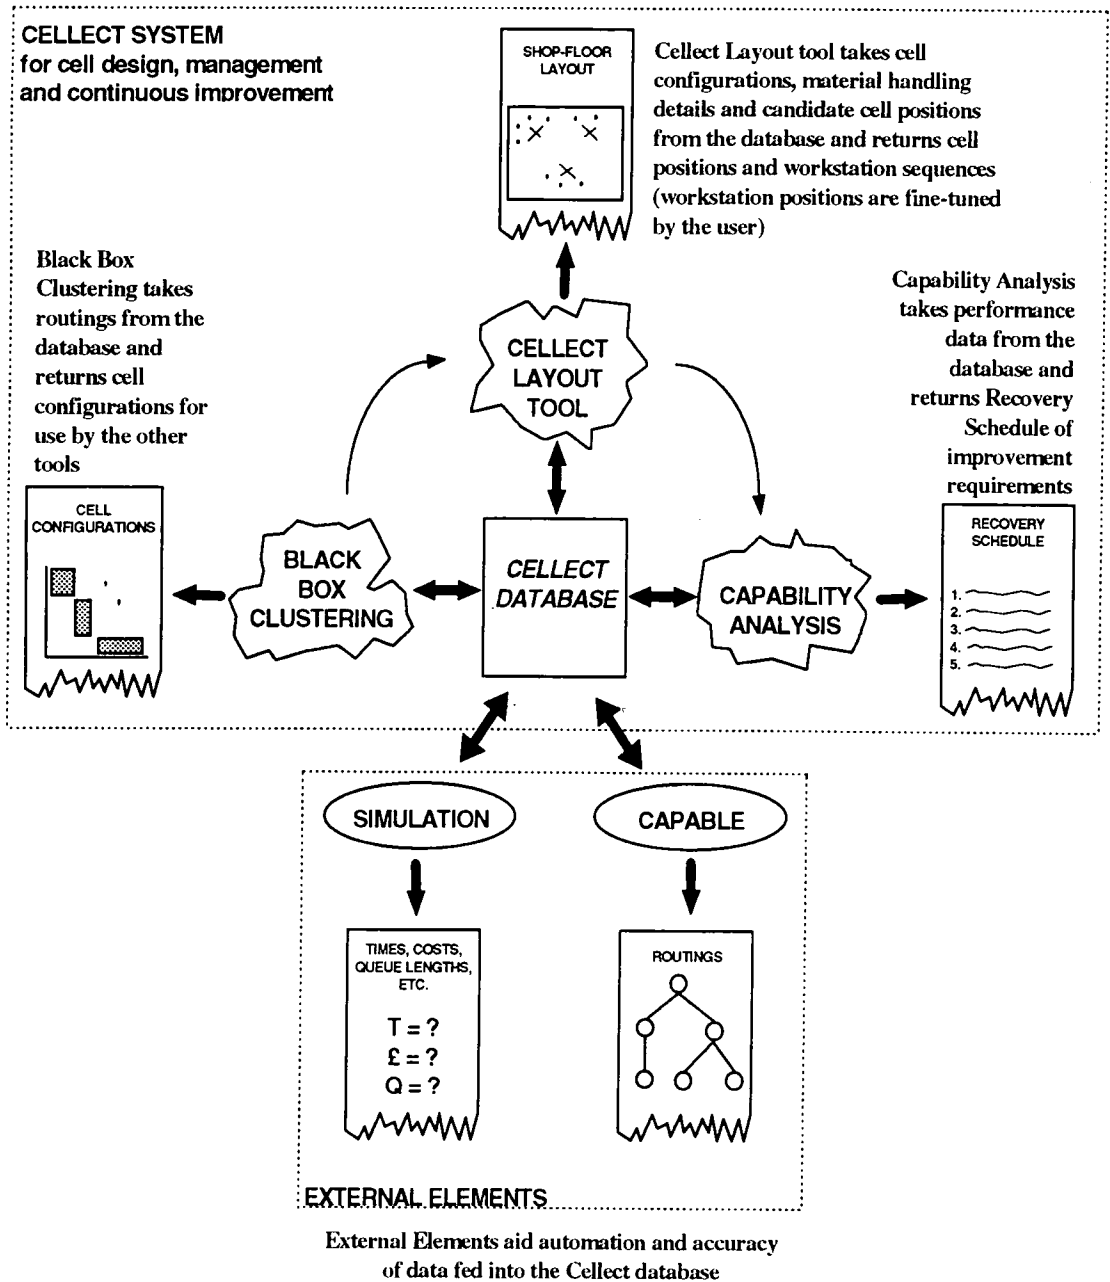 CELLECT SYSTEM
for cell design, management
and continuous improvement
SHOP-FLOOR
LAYOUT
Cellect Layout tool takes cell
configurations, material handling
details and candidate cell positions
from the database and returns cell
positions and workstation sequences
(workstation positions are fine-tuned
by the user)
Black Box
Clustering takes
routings from the
database and
returns cell
configurations for
use by the other
tools
Capability Analysis
takes performance
data from the
database and
returns Recovery
Schedule of
improvement
requirements
CELLECT
LAYOUT
TOOL
CELL
CONFIGURATIONS
BLACK
BOX
CLUSTERING
CELLECT
DATABASE
CAPABILITY
ANALYSIS
RECOVERY
SCHEDULE
1.
2.
3.
4.
5.
SIMULATION
CAPABLE
TIMES, COSTS,
QUEUE LENGTHS,
ETC.
T = ?
£ = ?
Q = ?
ROUTINGS
EXTERNAL ELEMENTS
External Elements aid automation and accuracy
of data fed into the Cellect database